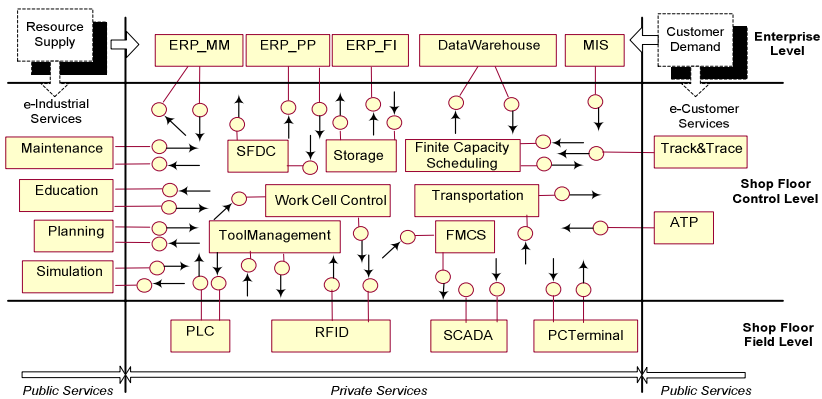 Resource
Supply
ERP_MM
ERP_PP
ERP_FI
DataWarehouse
MIS
Customer
Demand
Enterprise
Level
e-Industrial
Services
e-Customer
Services
Maintenance
SFDC
Storage
Finite Capacity
Scheduling
Track&Trace
Education
Work Cell Control
Transportation
Shop Floor
Control Level
Planning
ToolManagement
FMCS
ATP
Simulation
PLC
RFID
SCADA
PCTerminal
Shop Floor
Field Level
Public Services
Private Services
Public Services